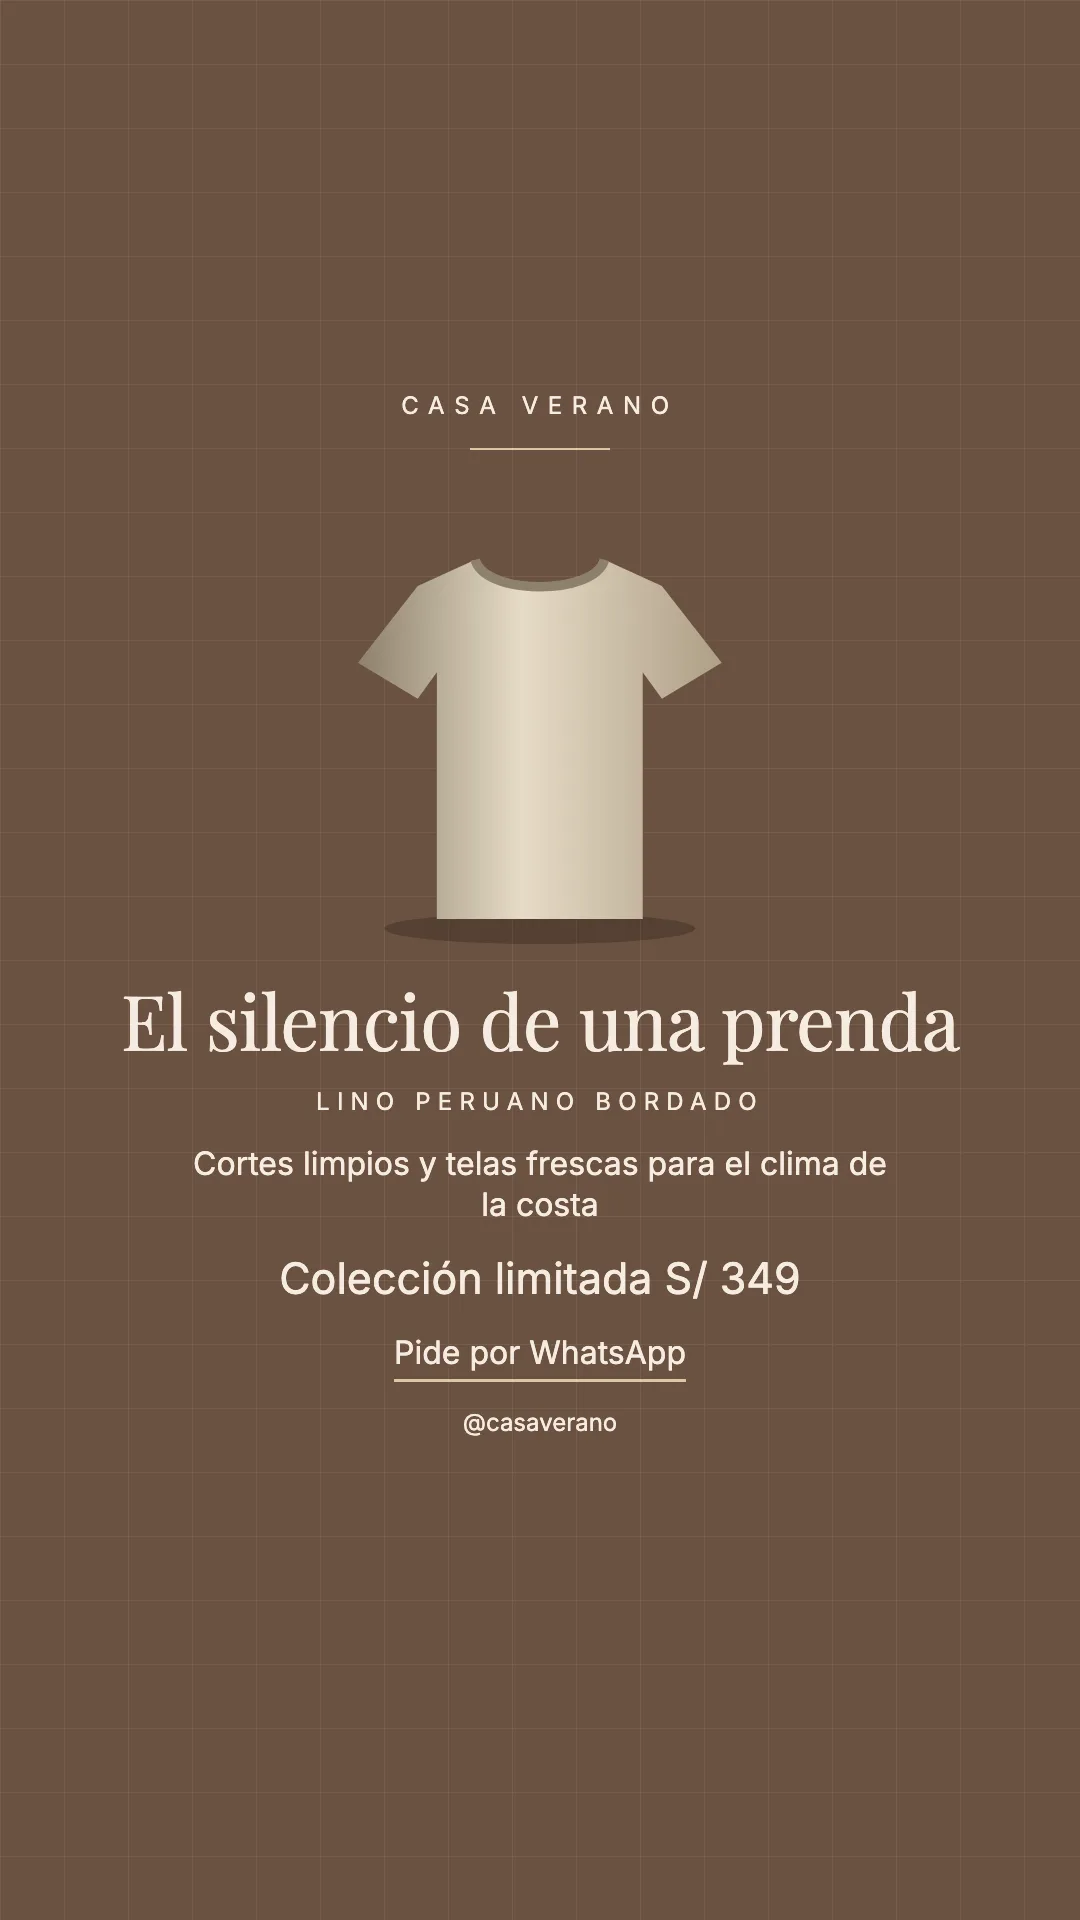 CASA VERANO
El silencio de una prenda
LINO PERUANO BORDADO
Cortes limpios y telas frescas para el clima de
la costa
Colección limitada S/ 349
Pide por WhatsApp
@casaverano